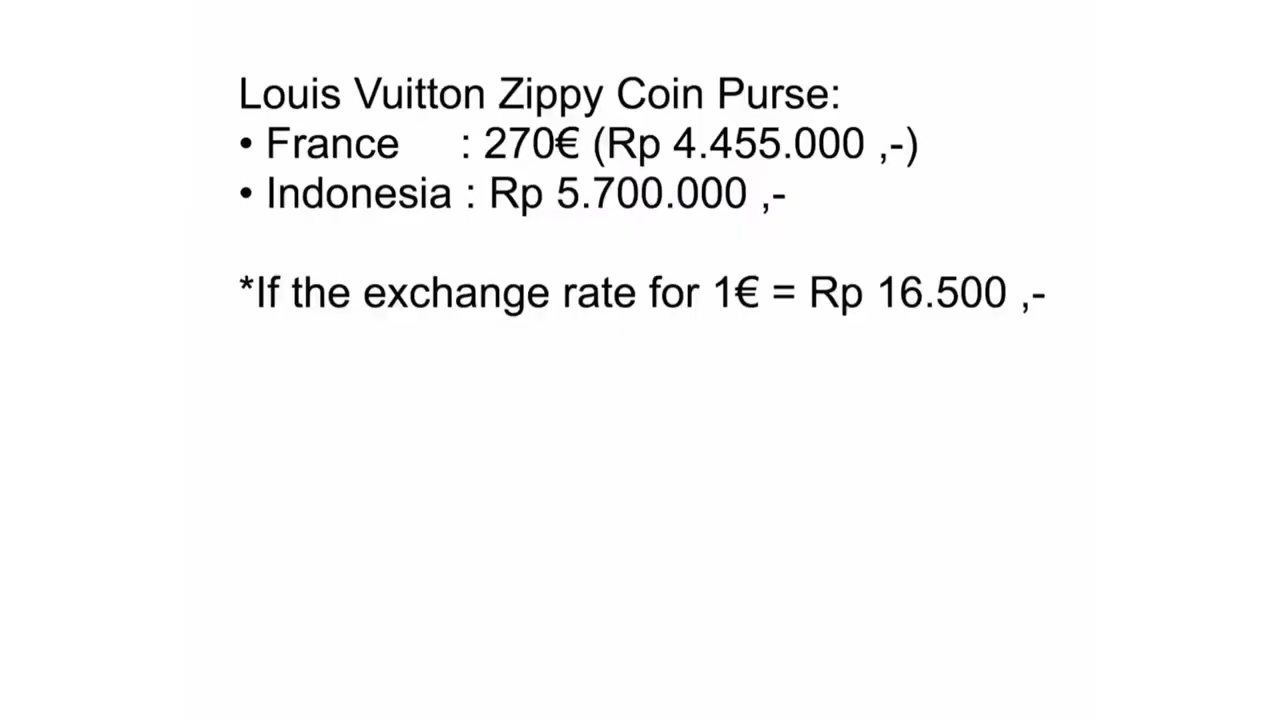 Louis Vuitton Zippy Coin Purse:
• France : 270€ (Rp 4.455.000 ,-)
• Indonesia : Rp 5.700.000 ,-
*If the exchange rate for 1€ = Rp 16.500 ,-